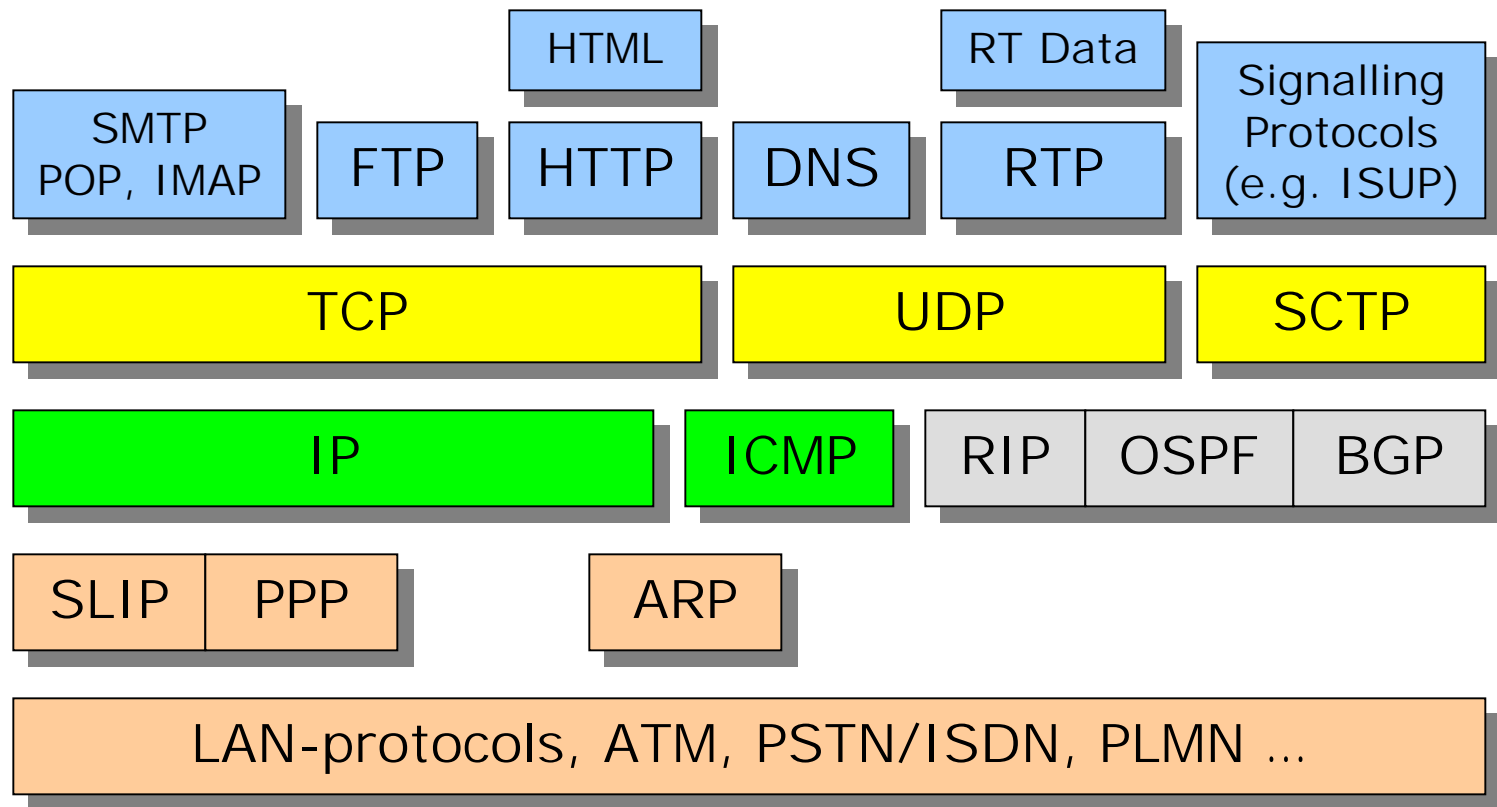 HTML
RT Data
SMTP
POP, IMAP
FTP
HTTP
DNS
RTP
Signalling
Protocols
(e.g. ISUP)
TCP
UDP
SCTP
IP
ICMP
RIP
OSPF
BGP
SLIP
PPP
ARP
LAN-protocols, ATM, PSTN/ISDN, PLMN ...